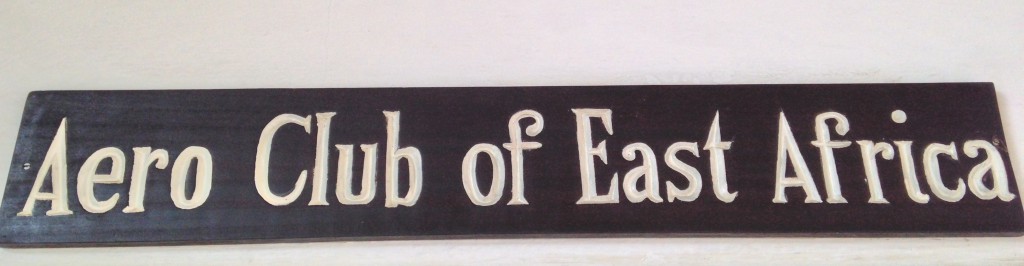 Aero Club of East Africa